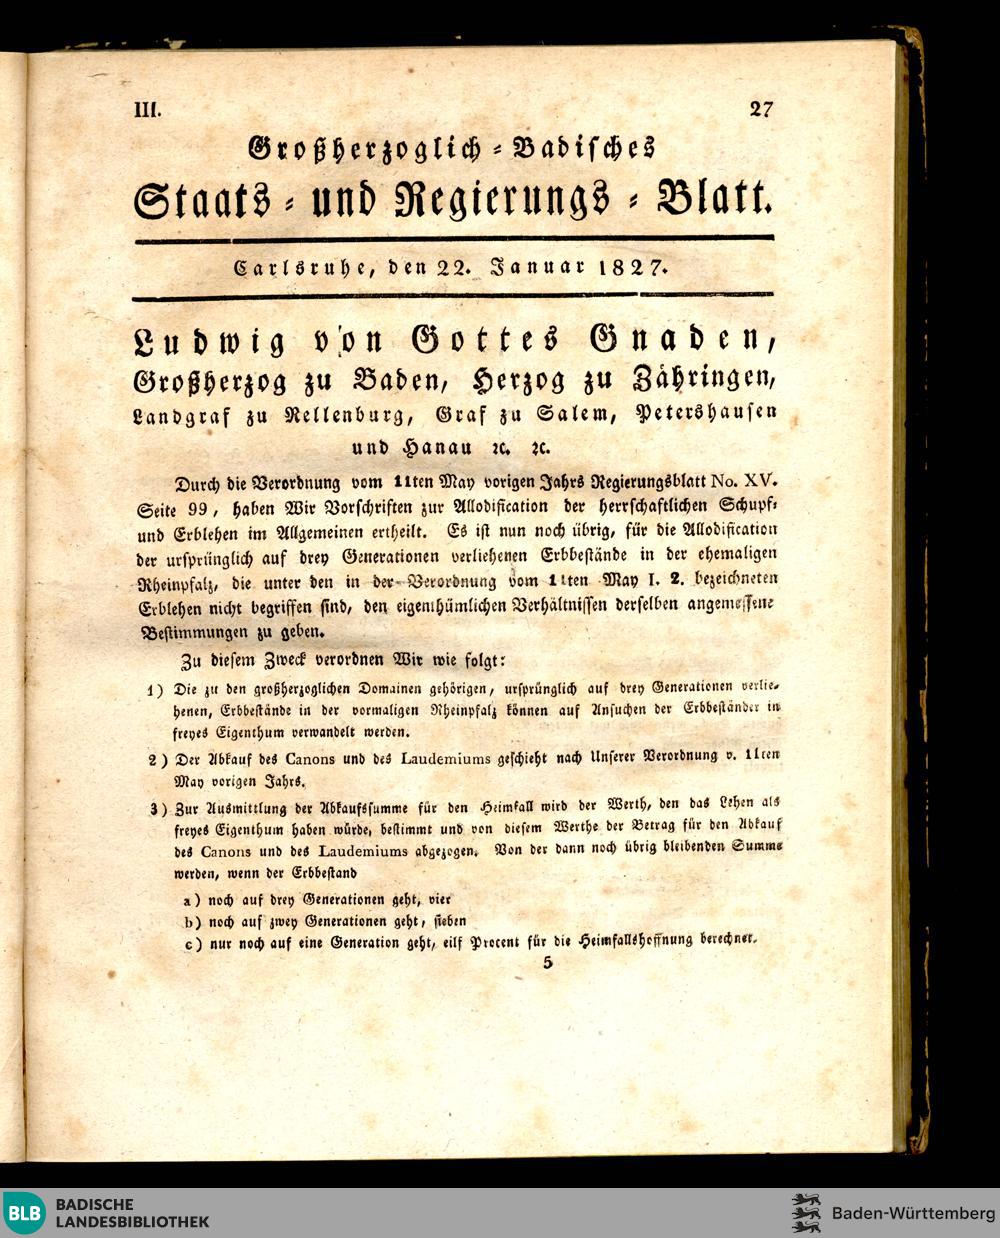 III.
27
Großherzoglich-Badisches
Staats- und Regierungs-Blatt.
Carlsruhe, den 22. Januar 1827.
Ludwig von Gottes Gnaden,
Großherzog zu Baden, Herzog zu Zähringen,
Landgraf zu Nellenburg, Graf zu Salem, Petershausen
und Hanau ꝛc. ꝛc.
Durch die Verordnung vom 11ten May vorigen Jahrs Regierungsblatt No. XV.
Seite 99, haben Wir Vorschriften zur Allodification der herrschaftlichen Schupf-
und Erblehen im Allgemeinen ertheilt. Es ist nun noch übrig, für die Allodification
der ursprünglich auf drey Generationen verliehenen Erbbestände in der ehemaligen
Rheinpfalz, die unter den in der Verordnung vom 11ten May I. 2. bezeichneten
Erblehen nicht begriffen sind, den eigenthümlichen Verhältnissen derselben angemessene
Bestimmungen zu geben.
Zu diesem Zweck verordnen Wir wie folgt:
1) Die zu den großherzoglichen Domainen gehörigen, ursprünglich auf drey Generationen verlie-
henen, Erbbestände in der vormaligen Rheinpfalz können auf Ansuchen der Erbbeständer in
freyes Eigenthum verwandelt werden.
2) Der Abkauf des Canons und des Laudemiums geschieht nach Unserer Verordnung v. 11ten
May vorigen Jahrs.
3) Zur Ausmittlung der Abkaufssumme für den Heimfall wird der Werth, den das Lehen als
freyes Eigenthum haben würde, bestimmt und von diesem Werthe der Betrag für den Abkauf
des Canons und des Laudemiums abgezogen. Von der dann noch übrig bleibenden Summe
werden, wenn der Erbbestand
a) noch auf drey Generationen geht, vier
b) noch auf zwey Generationen geht, sieben
c) nur noch auf eine Generation geht, eilf Procent für die Heimfallshoffnung berechnet.
5
BLB BADISCHE
LANDESBIBLIOTHEK
Baden-Württemberg